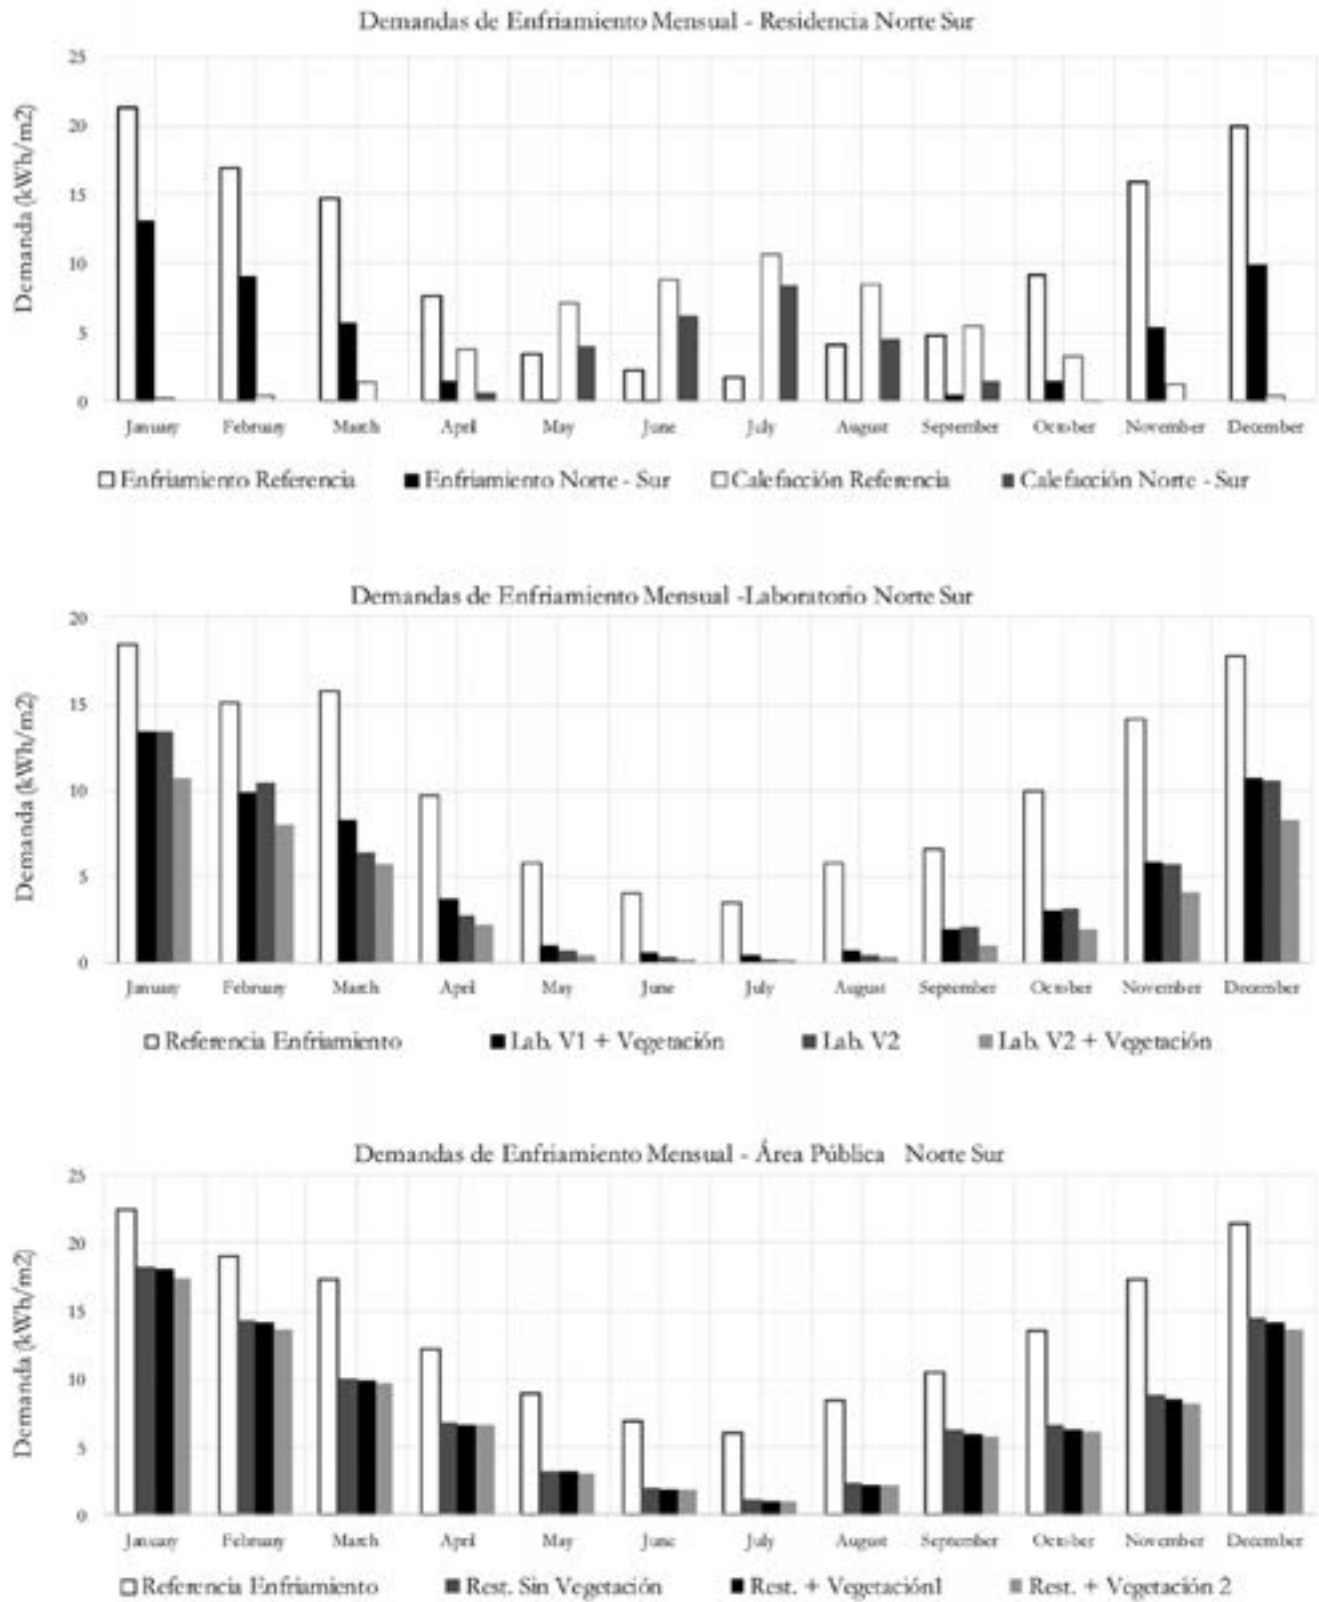 Demandas de Enfriamiento Mensual - Residencia Norte Sur
Demanda (kWh/m2)
25
20
15
10
5
0
January February March April May June July August September October November December
Enfriamiento Referencia Enfriamiento Norte - Sur Calefacción Referencia Calefacción Norte - Sur
Demandas de Enfriamiento Mensual -Laboratorio Norte Sur
Demanda (kWh/m2)
20
15
10
5
0
January February March April May June July August September October November December
Referencia Enfriamiento Lab. V1 + Vegetación Lab. V2 Lab. V2 + Vegetación
Demandas de Enfriamiento Mensual - Área Pública Norte Sur
Demanda (kWh/m2)
25
20
15
10
5
0
January February March April May June July August September October November December
Referencia Enfriamiento Rest. Sin Vegetación Rest. + Vegetación1 Rest. + Vegetación 2